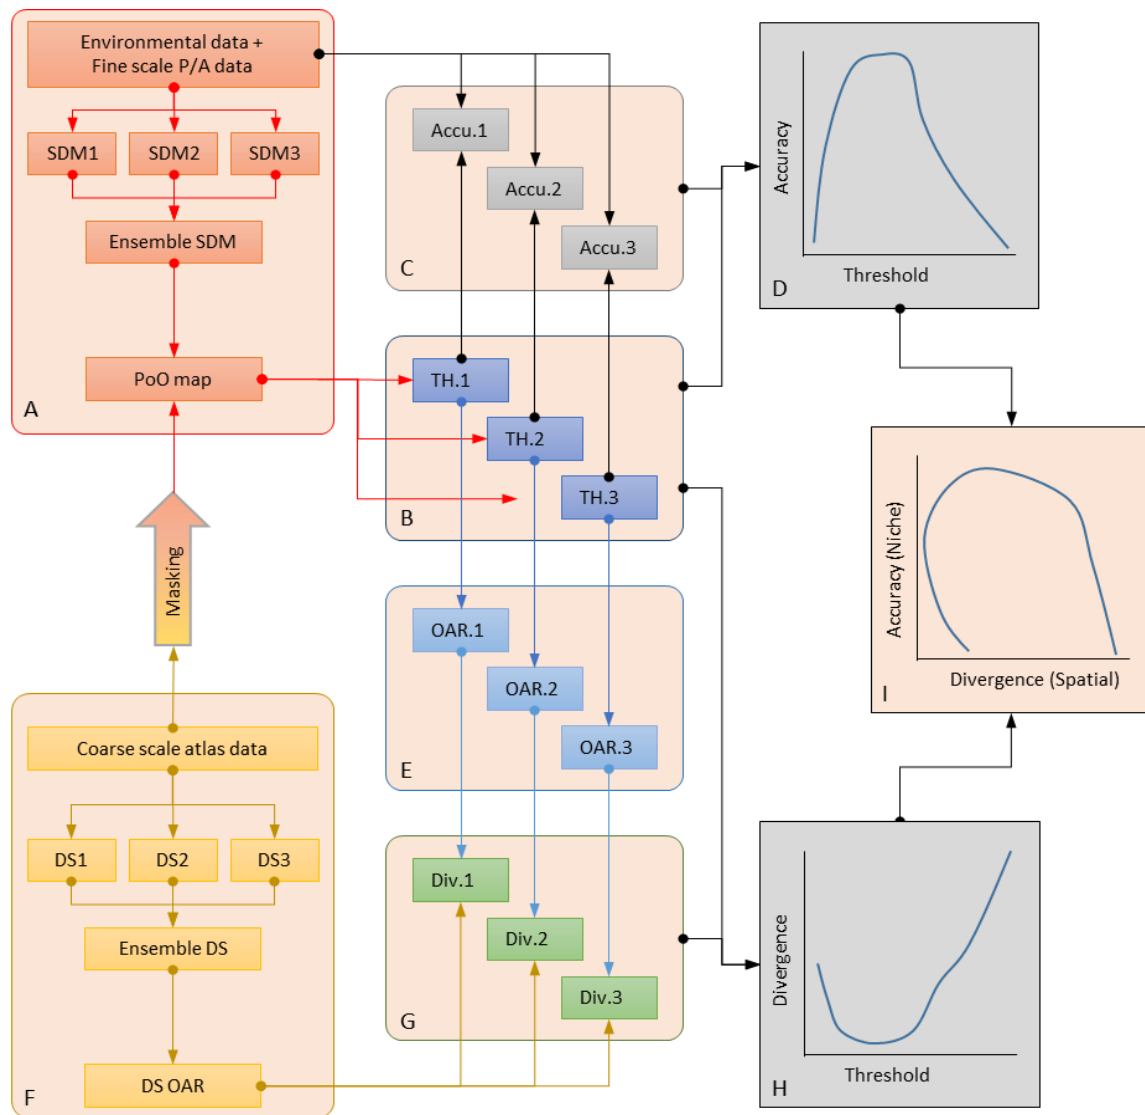 Environmental data +
Fine scale P/A data
SDM1
SDM2
SDM3
Ensemble SDM
PoO map
A
Accu.1
Accu.2
Accu.3
C
Accuracy
Threshold
D
TH.1
TH.2
TH.3
B
Masking
Accuracy (Niche)
Divergence (Spatial)
I
OAR.1
OAR.2
OAR.3
E
Coarse scale atlas data
DS1
DS2
DS3
Ensemble DS
DS OAR
F
Div.1
Div.2
Div.3
G
Divergence
Threshold
H